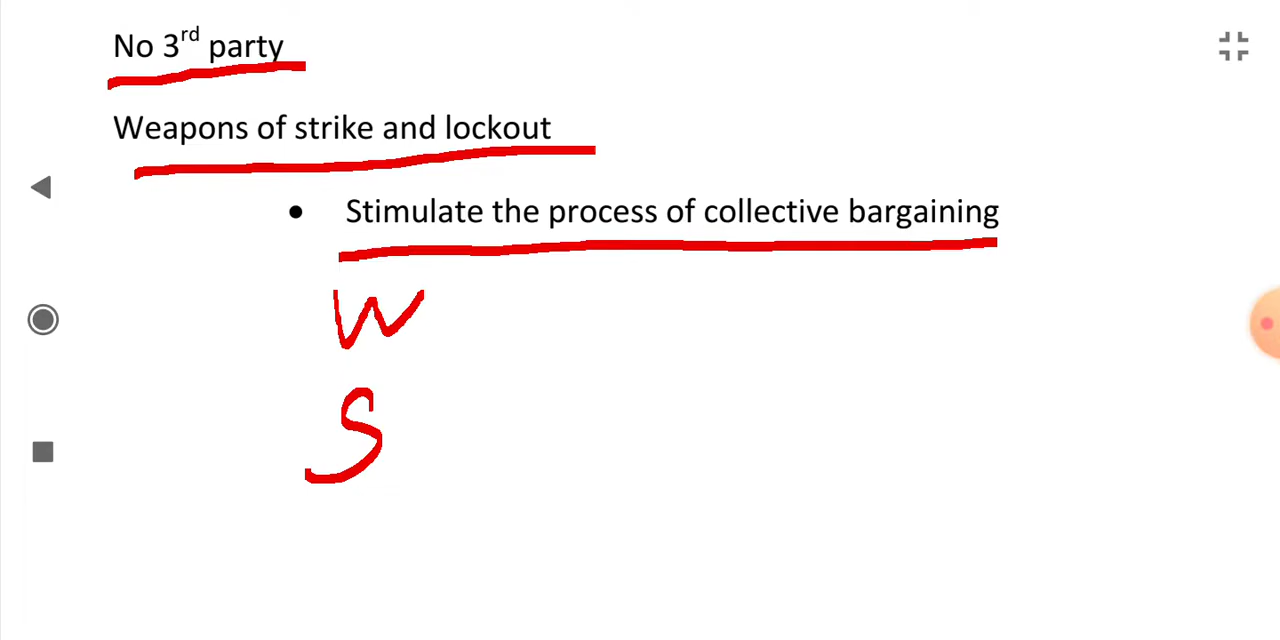 No 3rd party
Weapons of strike and lockout
• Stimulate the process of collective bargaining
W
S